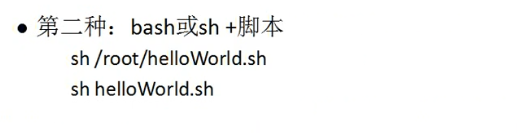 ● 第二种：bash或sh +脚本
sh /root/helloWorld.sh
sh helloWorld.sh